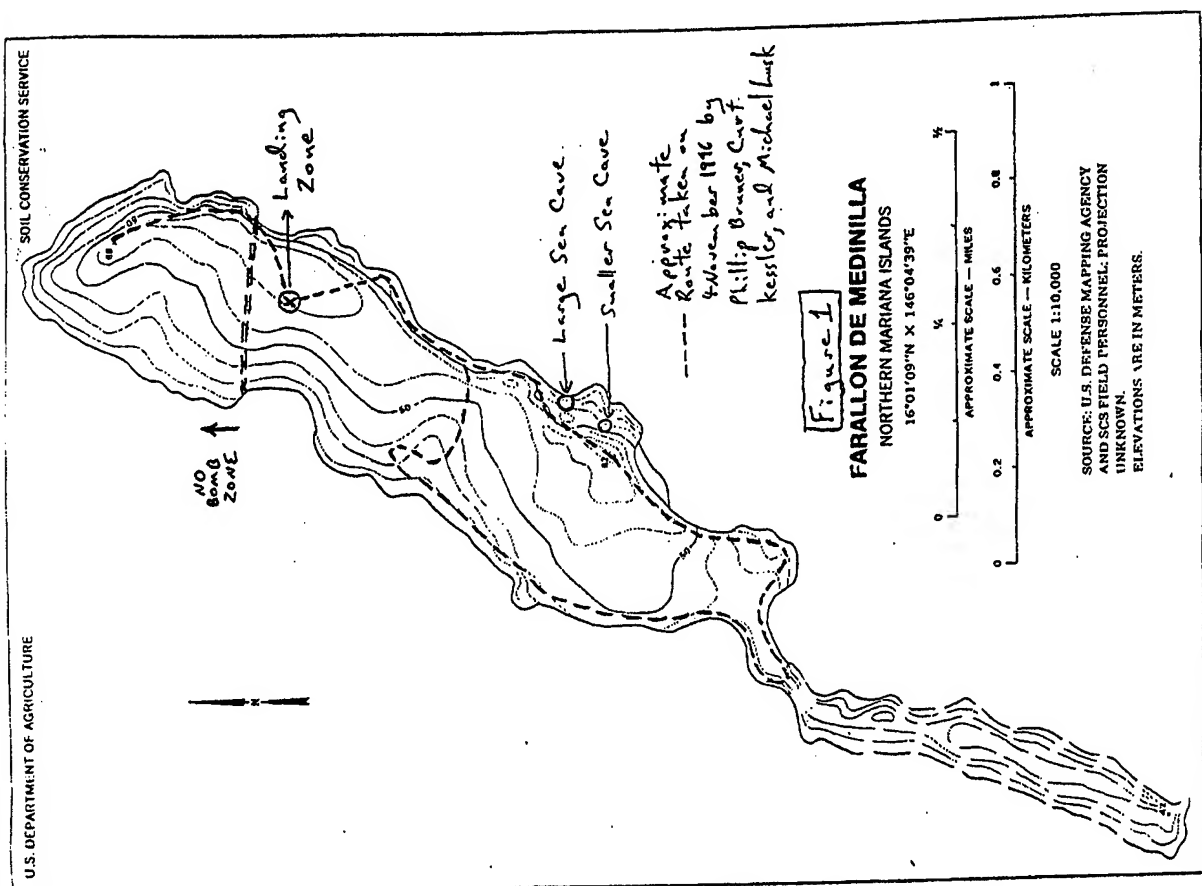 U.S. DEPARTMENT OF AGRICULTURE
SOIL CONSERVATION SERVICE
NO
BOMB
ZONE
Landing
Zone
50
50
Large Sea Cave
Smaller Sea Cave
Approximate
Route taken on
4 November 1996 by
Phillip Bruner, Curt
Kessler, and Michael Lusk
N
Figure 1
FARALLON DE MEDINILLA
NORTHERN MARIANA ISLANDS
16°01'09"N X 146°04'39"E
0 ¼ ½
APPROXIMATE SCALE — MILES
0 0.2 0.4 0.6 0.8 1
APPROXIMATE SCALE — KILOMETERS
SCALE 1:10,000
SOURCE: U.S. DEFENSE MAPPING AGENCY
AND SCS FIELD PERSONNEL; PROJECTION
UNKNOWN.
ELEVATIONS ARE IN METERS.